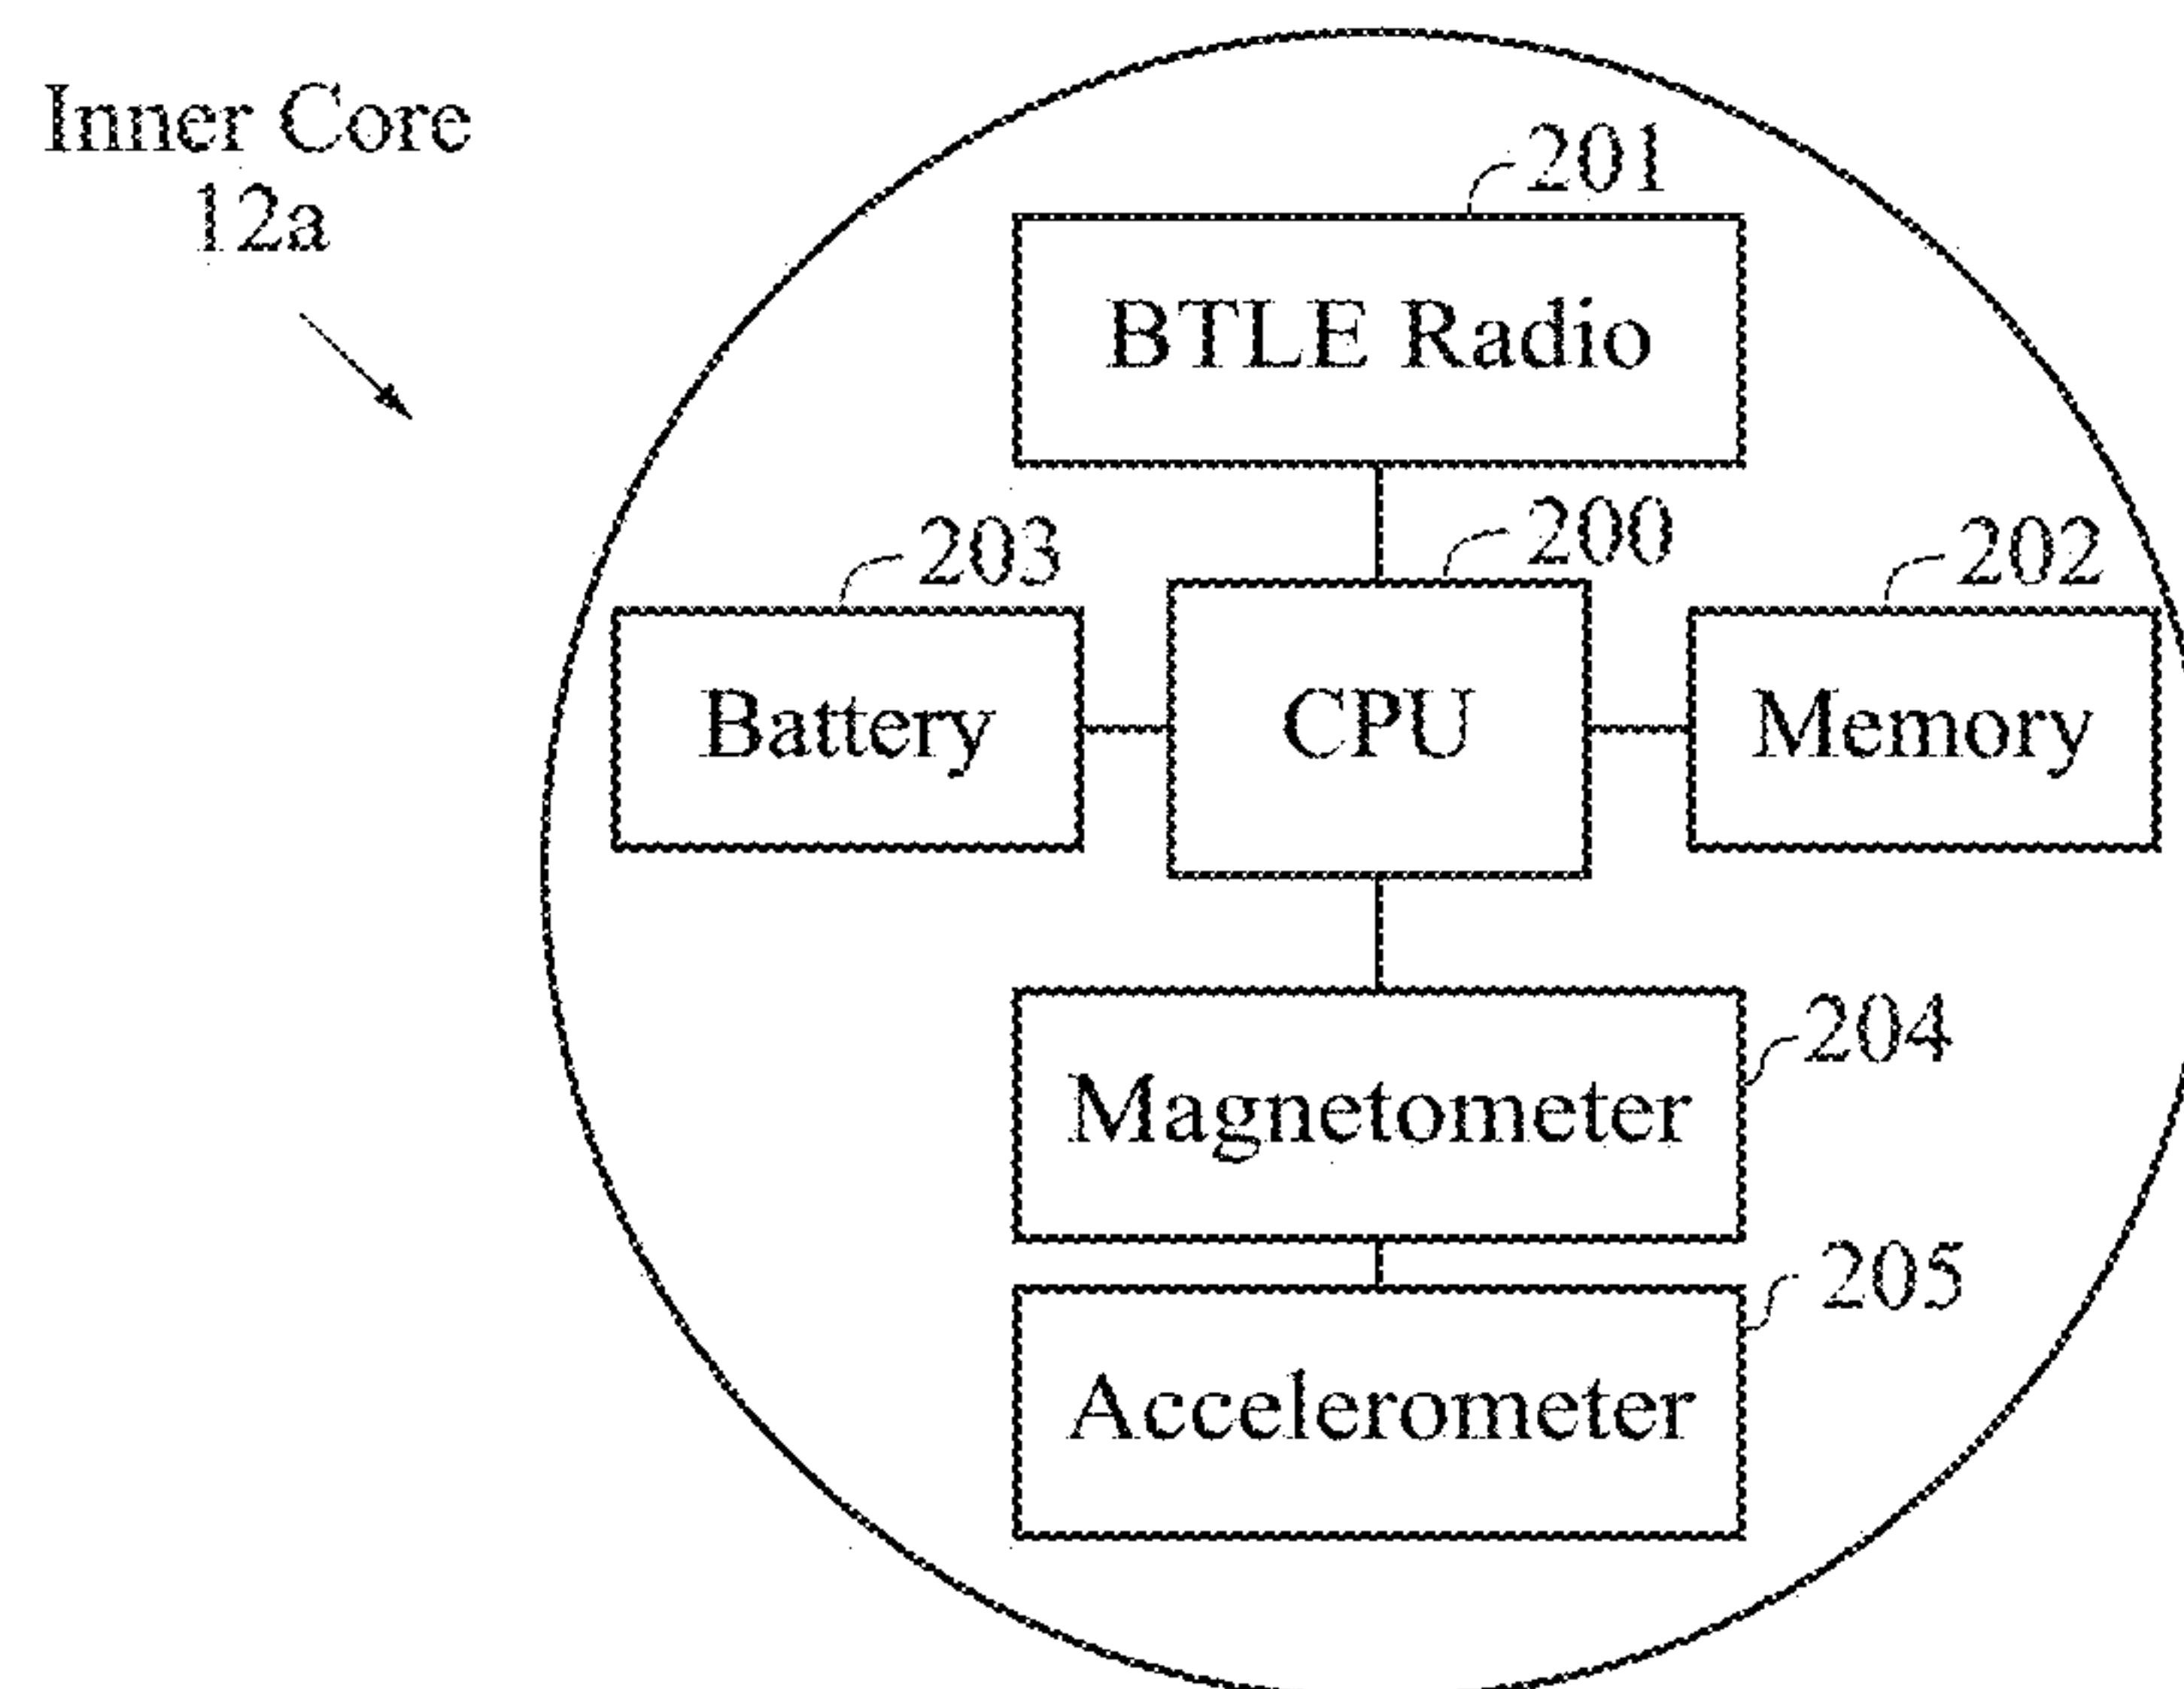 Inner Core
12a
201
BTLE Radio
203
200
202
Battery
CPU
Memory
204
Magnetometer
205
Accelerometer